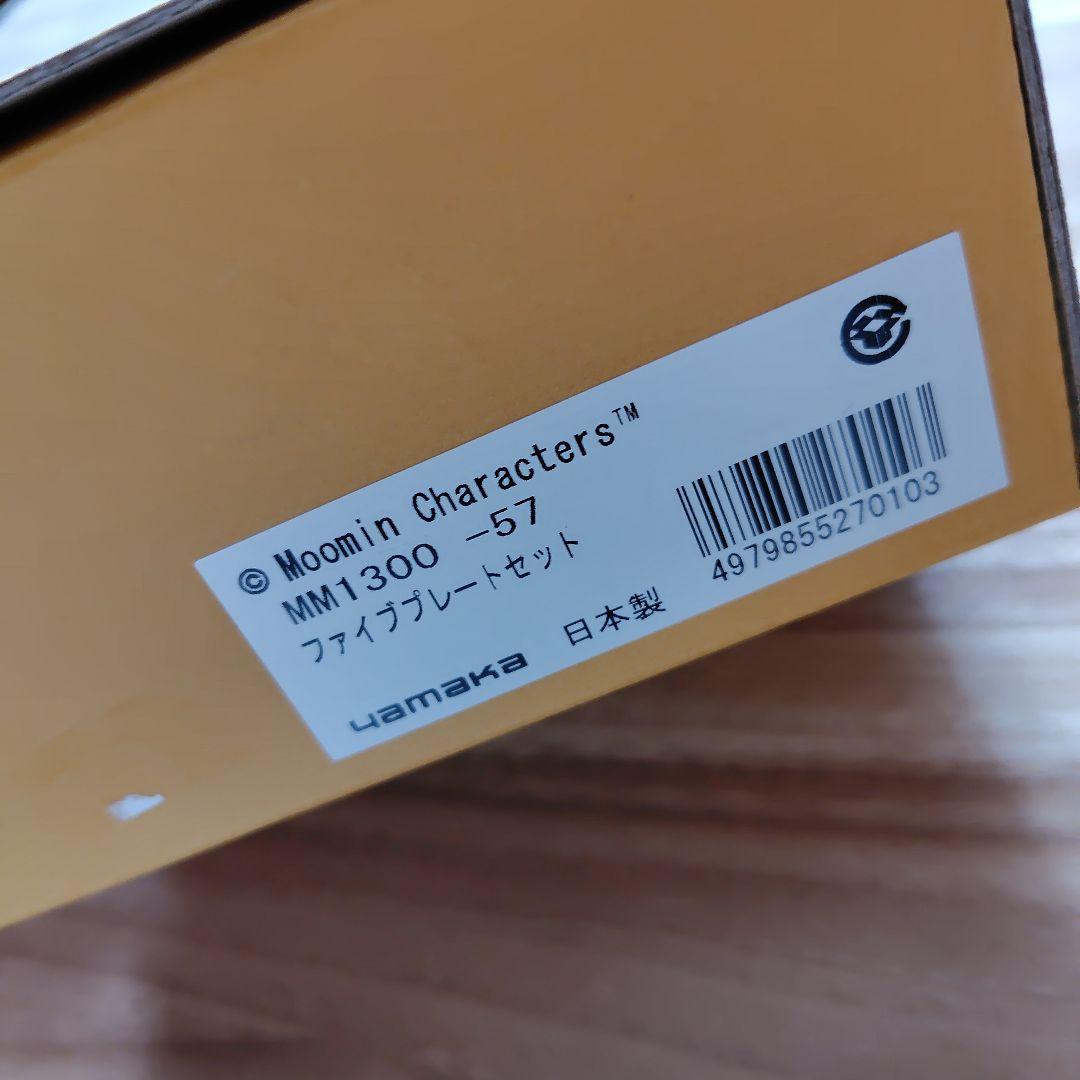 © Moomin Characters™
MM1300 -57
ファイブプレートセット
yamaka 日本製
4979855270103